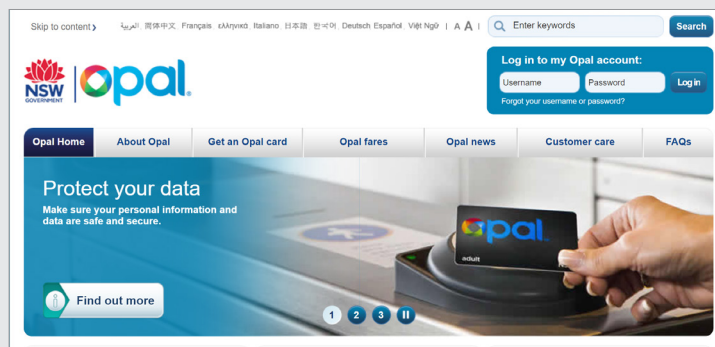 Skip to content › العربية 简体中文 Français ελληνικά Italiano 日本語 한국어 Deutsch Español Việt Ngữ | A A | Enter keywords Search
NSW GOVERNMENT
opal.
Log in to my Opal account:
Username Password Log in
Forgot your username or password?
Opal Home About Opal Get an Opal card Opal fares Opal news Customer care FAQs
Protect your data
Make sure your personal information and
data are safe and secure.
opal
adult
i Find out more
1 2 3